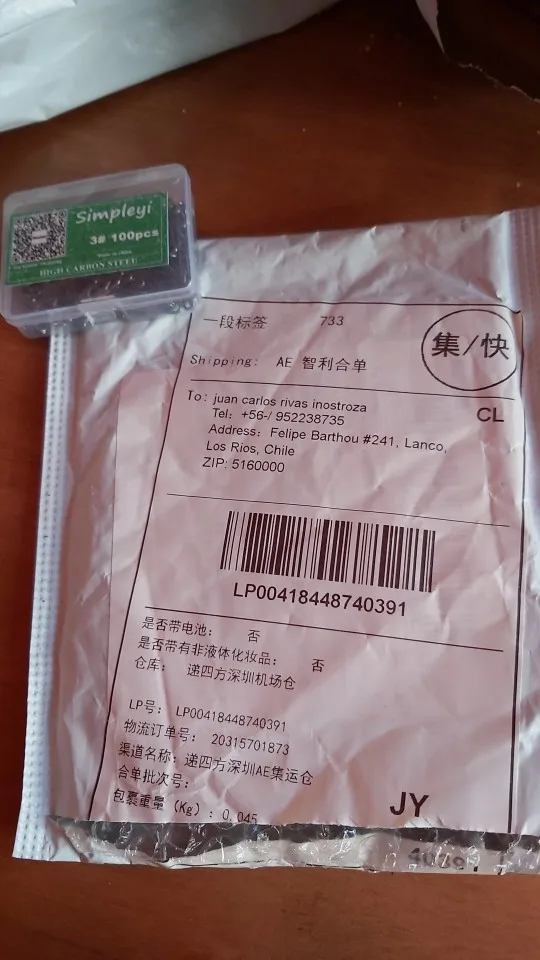 Simpleyi
3# 100pcs
HIGH CARBON STEEL
一段标签 733
集/快
Shipping: AE 智利合单
To: juan carlos rivas inostroza
CL
Tel: +56-/ 952238735
Address: Felipe Barthou #241, Lanco,
Los Rios, Chile
ZIP: 5160000
LP00418448740391
是否带电池: 否
是否带有非液体化妆品: 否
仓库: 递四方深圳机场仓
LP号: LP00418448740391
物流订单号: 20315701873
渠道名称: 递四方深圳AE集运仓
合单批次号:
包裹重量 (Kg) : 0.045
JY